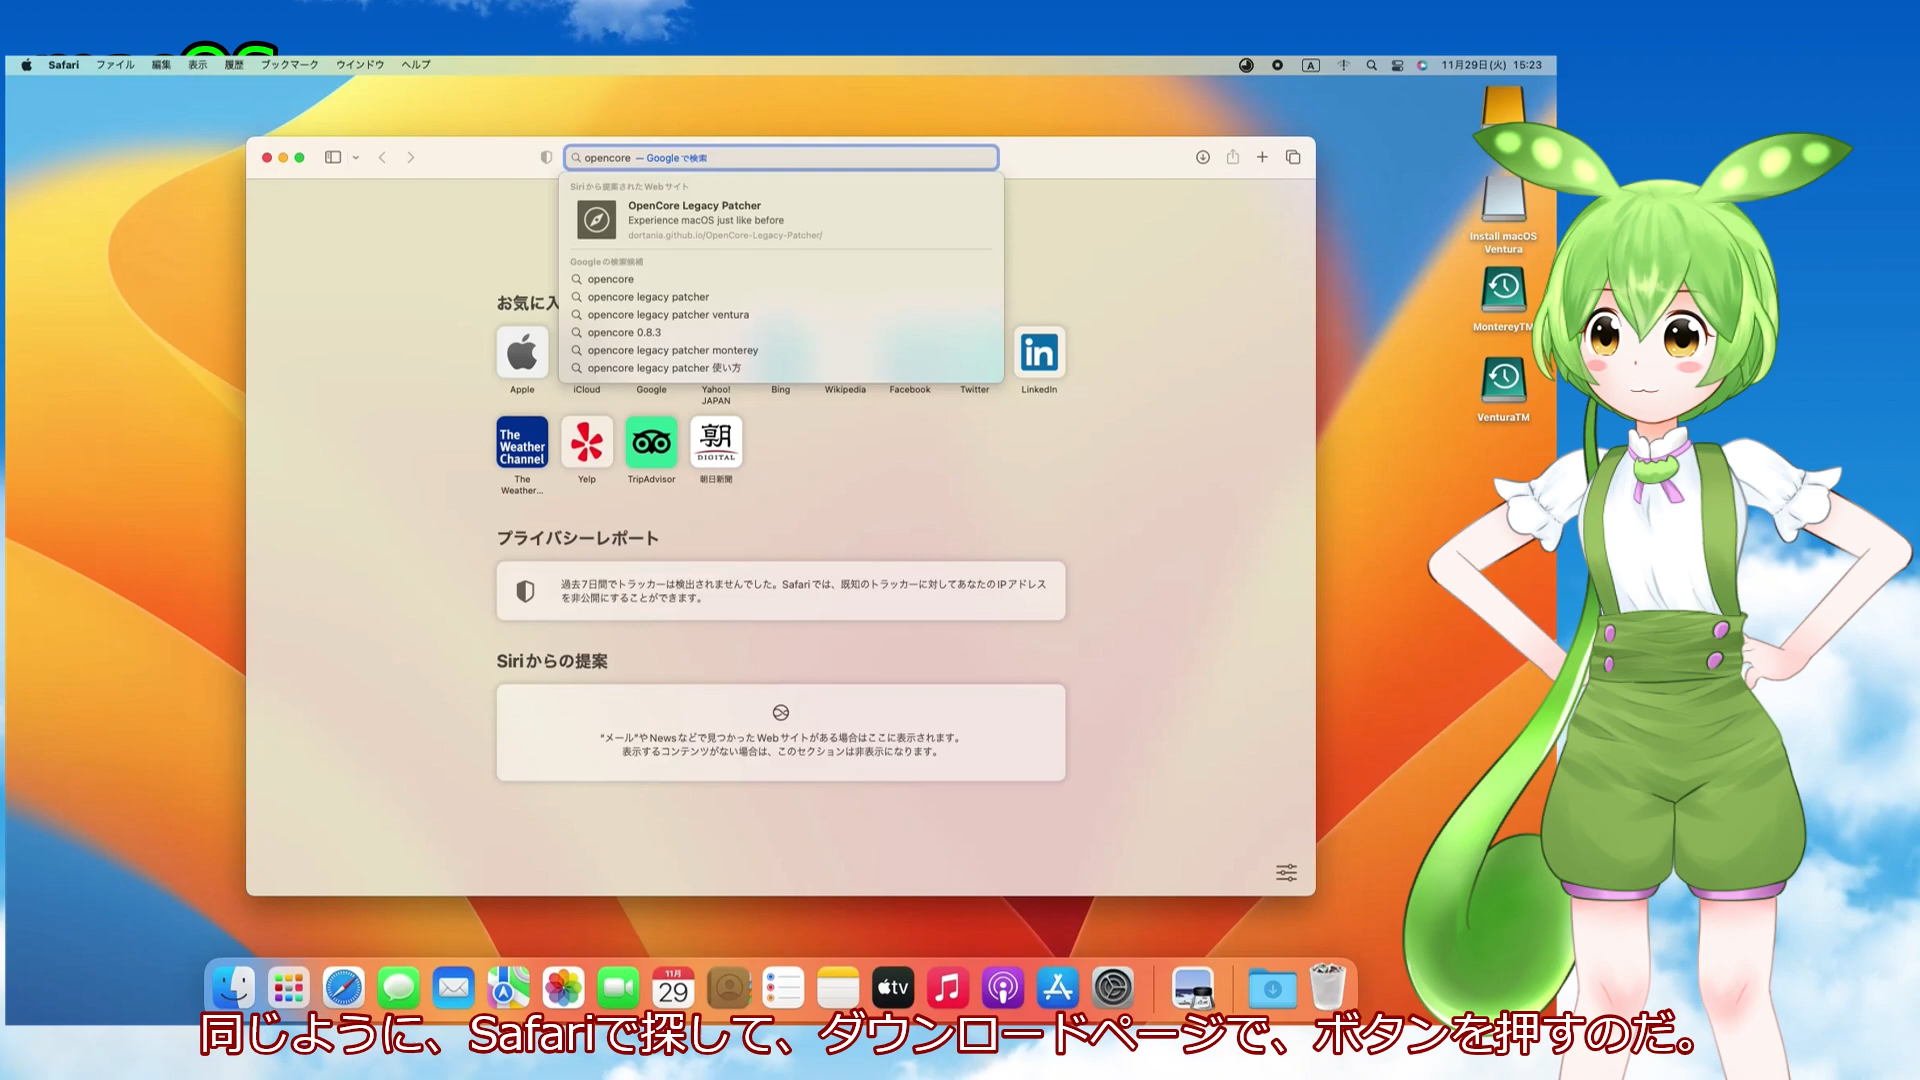 macOS
Safari ファイル 編集 表示 履歴 ブックマーク ウインドウ ヘルプ
A 11月29日(火) 15:23
opencore — Googleで検索
Siriから提案されたWebサイト
OpenCore Legacy Patcher
Experience macOS just like before
dortania.github.io/OpenCore-Legacy-Patcher/
Googleの検索候補
opencore
opencore legacy patcher
opencore legacy patcher ventura
opencore 0.8.3
opencore legacy patcher monterey
opencore legacy patcher 使い方
お気に入
in
Apple iCloud Google Yahoo! JAPAN Bing Wikipedia Facebook Twitter LinkedIn
The Weather Channel
朝 DIGITAL
The Weather... Yelp TripAdvisor 朝日新聞
プライバシーレポート
過去7日間でトラッカーは検出されませんでした。Safariでは、既知のトラッカーに対してあなたのIPアドレス
を非公開にすることができます。
Siriからの提案
"メール"やNewsなどで見つかったWebサイトがある場合はここに表示されます。
表示するコンテンツがない場合は、このセクションは非表示になります。
Install macOS
Ventura
MontereyTM
VenturaTM
11月
29
tv
同じように、Safariで探して、ダウンロードページで、ボタンを押すのだ。